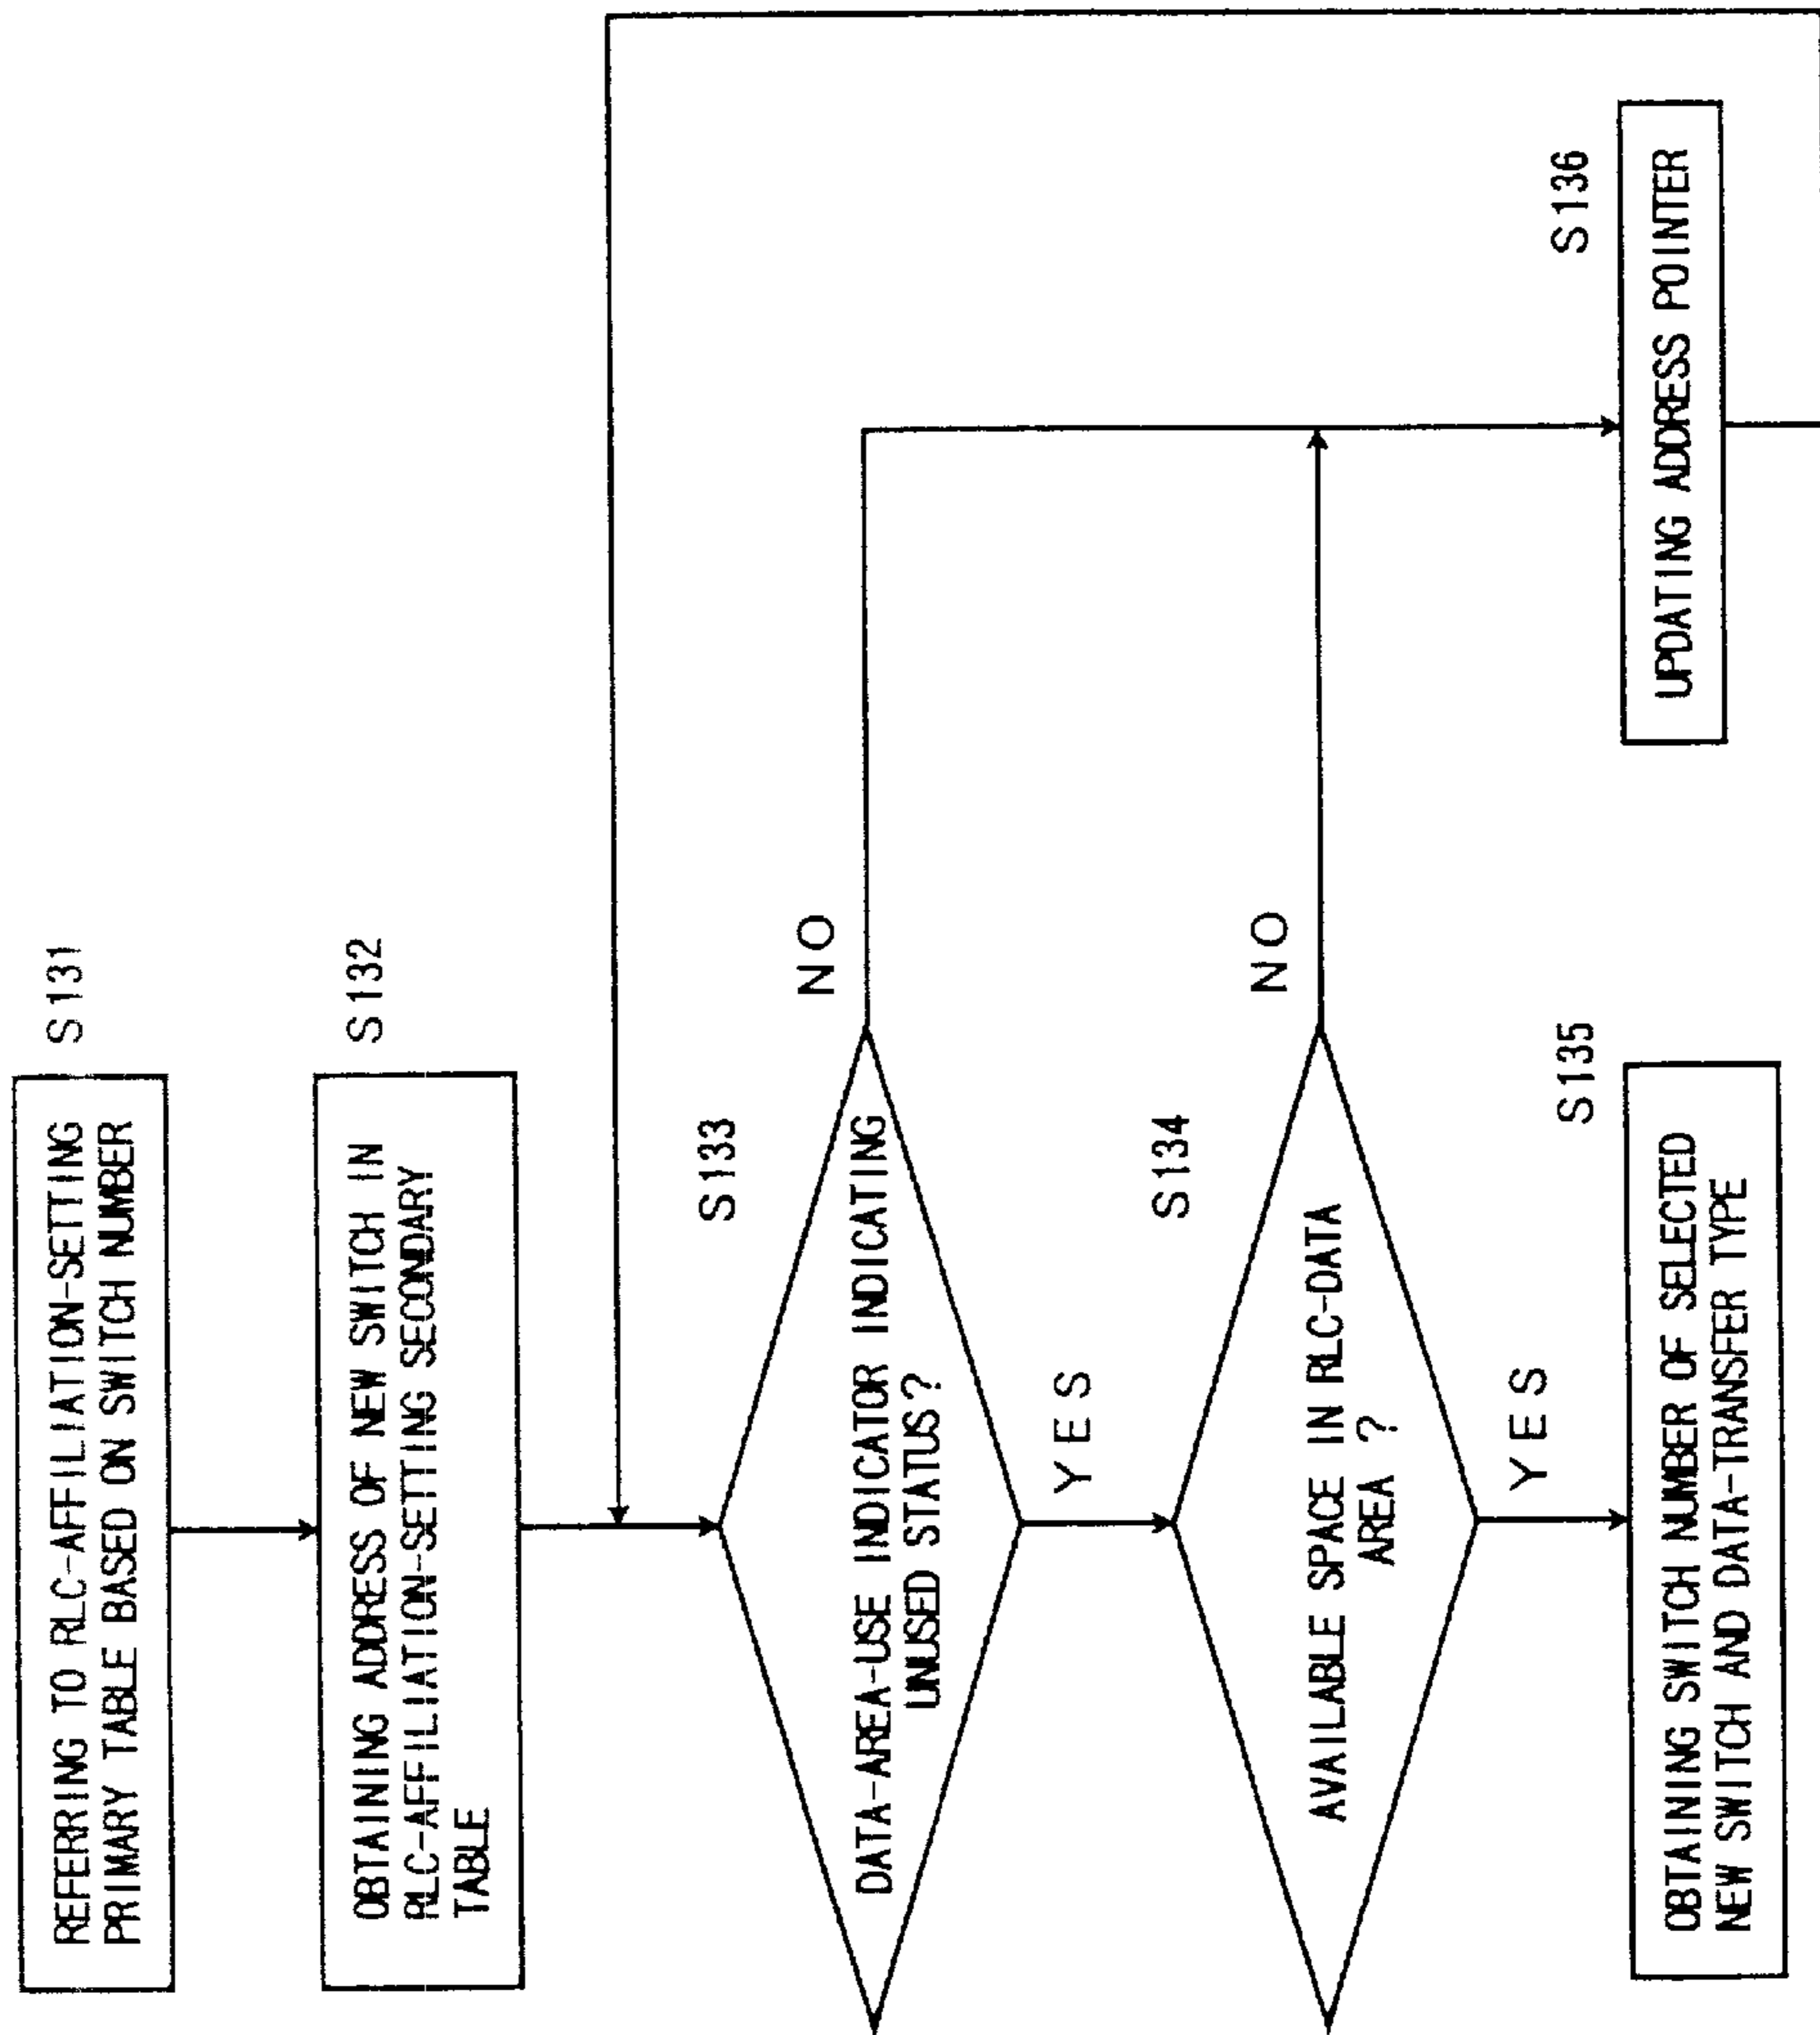 REFERRING TO RLC-AFFILIATION-SETTING
PRIMARY TABLE BASED ON SWITCH NUMBER
S131
OBTAINING ADDRESS OF NEW SWITCH IN
RLC-AFFILIATION-SETTING SECONDARY
TABLE
S132
S133
DATA-AREA-USE INDICATOR INDICATING
UNUSED STATUS?
NO
YES
S134
AVAILABLE SPACE IN RLC-DATA
AREA ?
NO
YES
S135
OBTAINING SWITCH NUMBER OF SELECTED
NEW SWITCH AND DATA-TRANSFER TYPE
S136
UPDATING ADDRESS POINTER